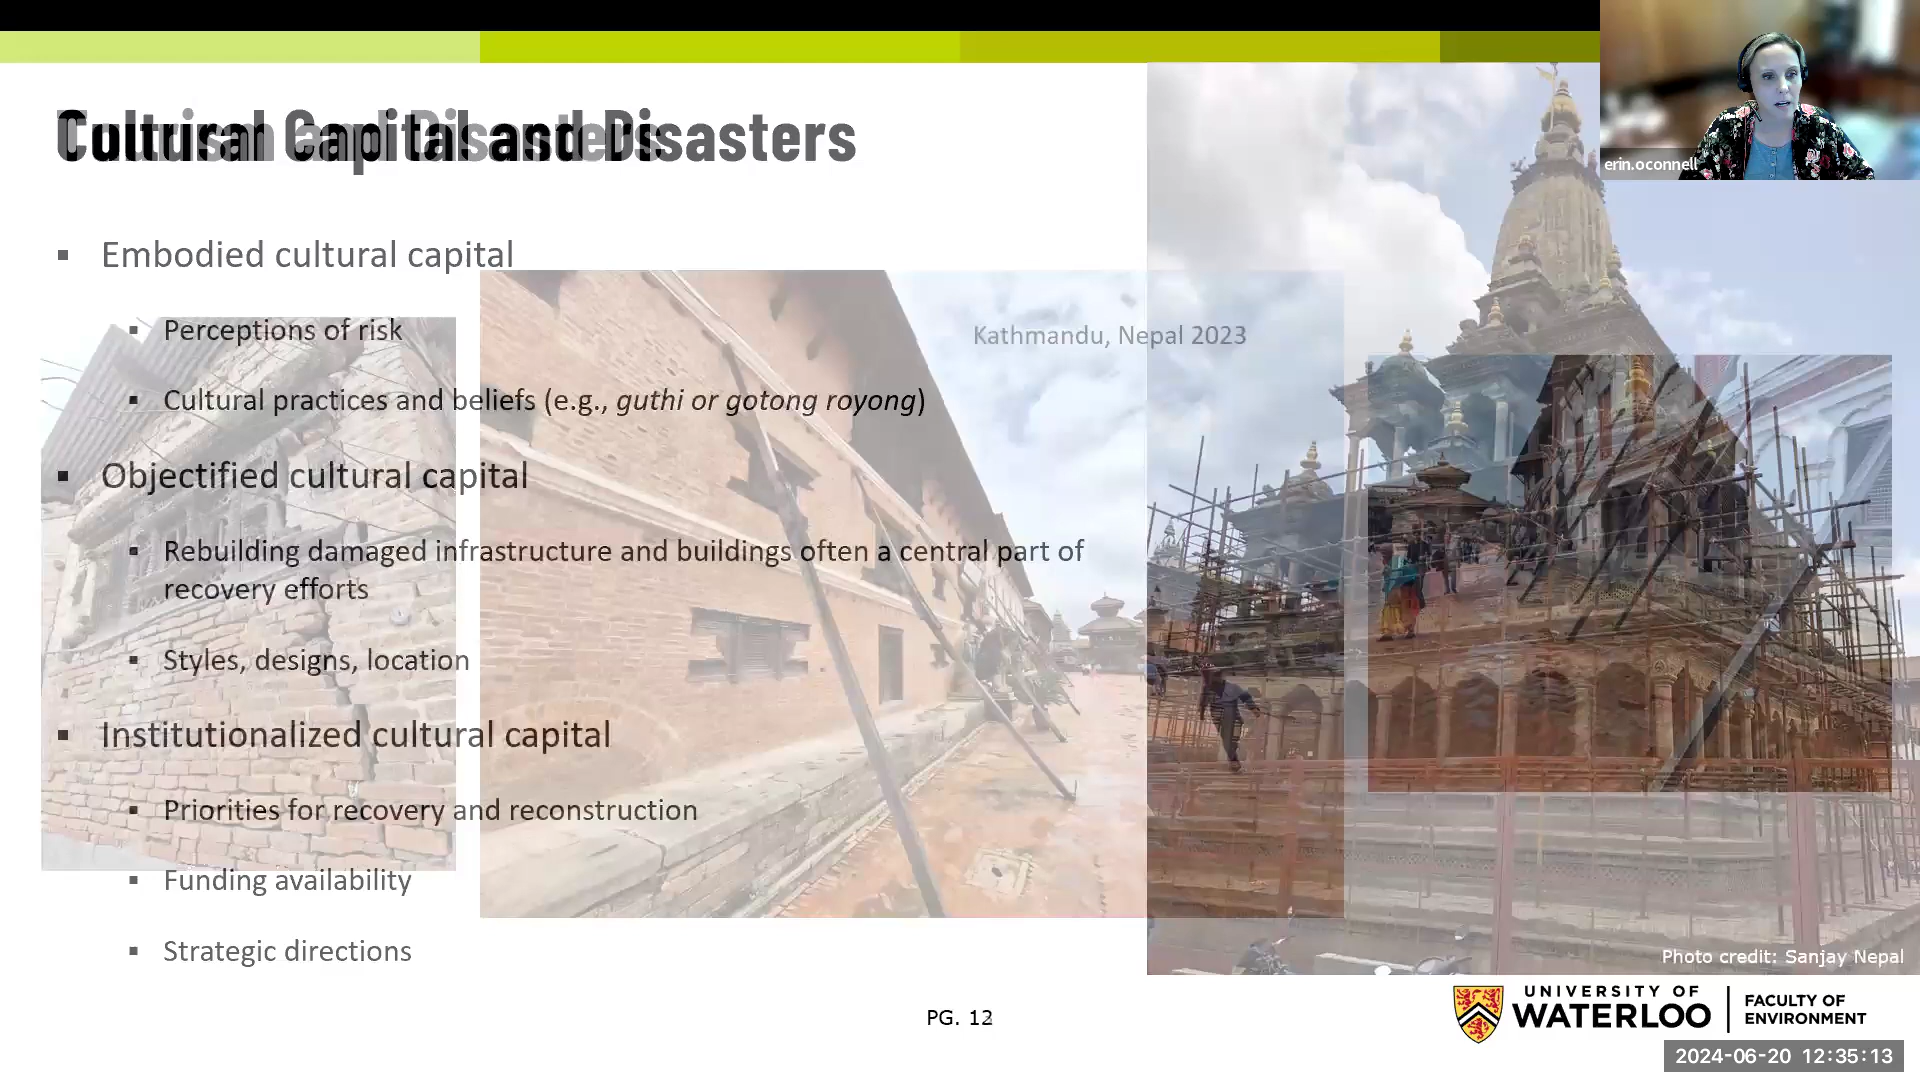 Cultural Capital and Disasters
Tourism and Disasters
Embodied cultural capital
Perceptions of risk
Kathmandu, Nepal 2023
Cultural practices and beliefs (e.g., guthi or gotong royong)
Objectified cultural capital
Rebuilding damaged infrastructure and buildings often a central part of
recovery efforts
Styles, designs, location
Institutionalized cultural capital
Priorities for recovery and reconstruction
Funding availability
Strategic directions
erin.oconnell
Photo credit: Sanjay Nepal
PG. 12
UNIVERSITY OF
WATERLOO
FACULTY OF
ENVIRONMENT
2024-06-20 12:35:13